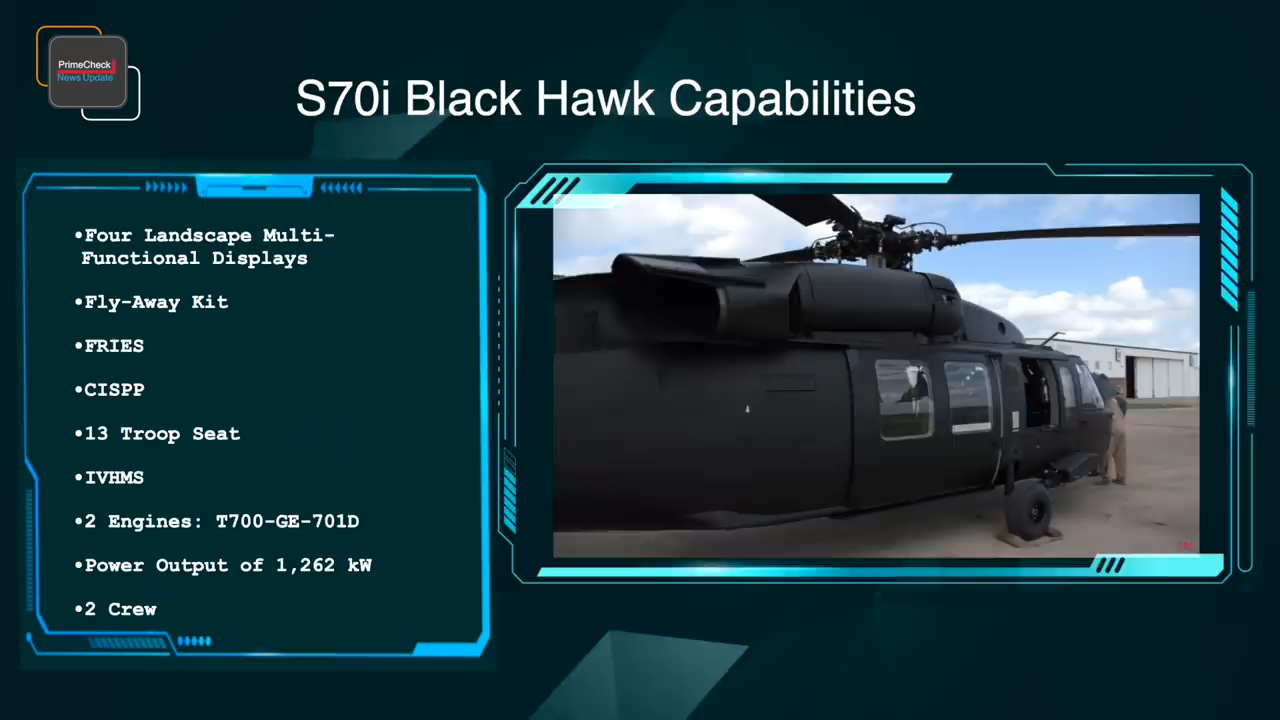 PrimeCheck
News Update
S70i Black Hawk Capabilities
•Four Landscape Multi-
Functional Displays
•Fly-Away Kit
•FRIES
•CISPP
•13 Troop Seat
•IVHMS
•2 Engines: T700-GE-701D
•Power Output of 1,262 kW
•2 Crew